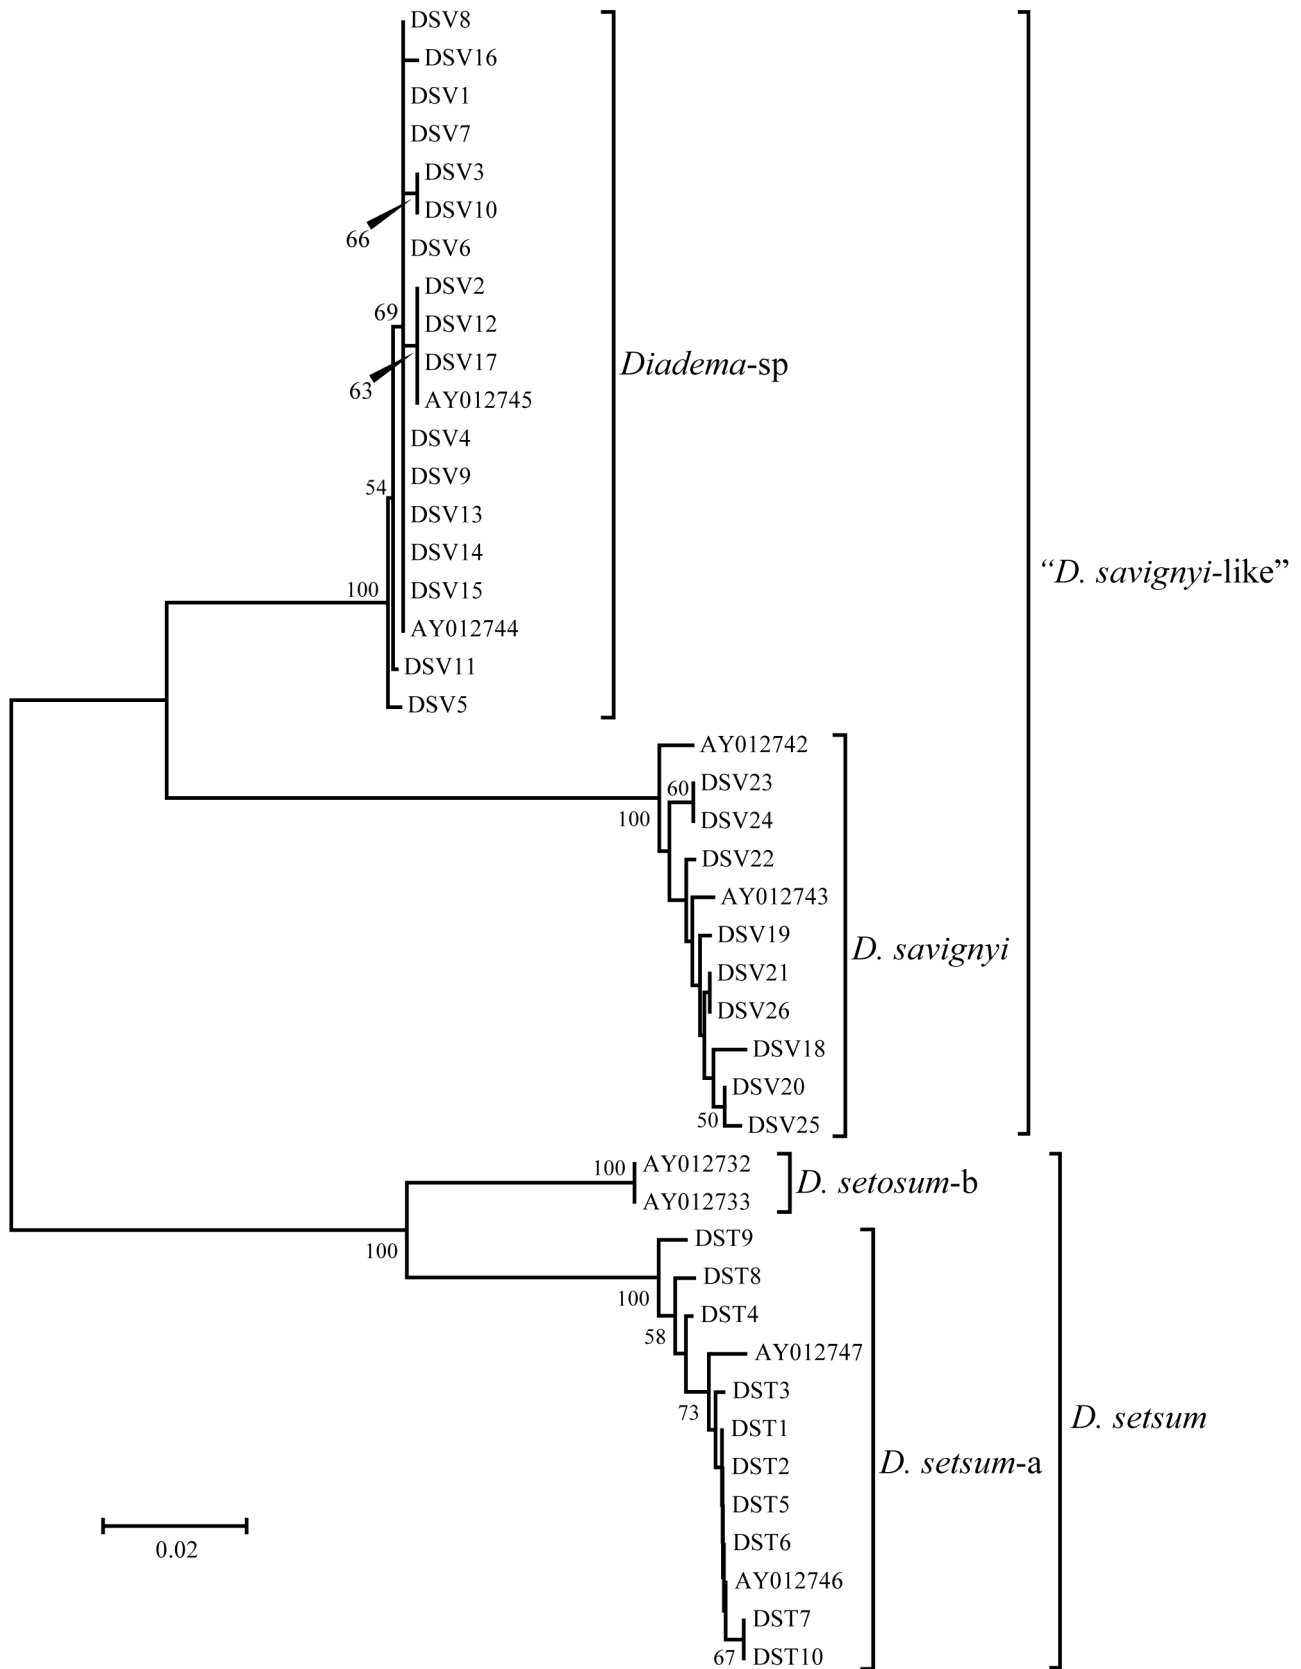 DSV8
DSV16
DSV1
DSV7
DSV3
DSV10
66
DSV6
DSV2
69
DSV12
DSV17
Diadema-sp
63
AY012745
DSV4
DSV9
54
DSV13
DSV14
“D. savignyi-like”
100
DSV15
AY012744
DSV11
DSV5
AY012742
DSV23
60
100
DSV24
DSV22
AY012743
DSV19
D. savignyi
DSV21
DSV26
DSV18
DSV20
50
DSV25
100
AY012732
D. setosum-b
AY012733
DST9
100
DST8
100
DST4
58
AY012747
DST3
73
D. setsum
DST1
DST2
D. setsum-a
DST5
DST6
0.02
AY012746
DST7
67
DST10